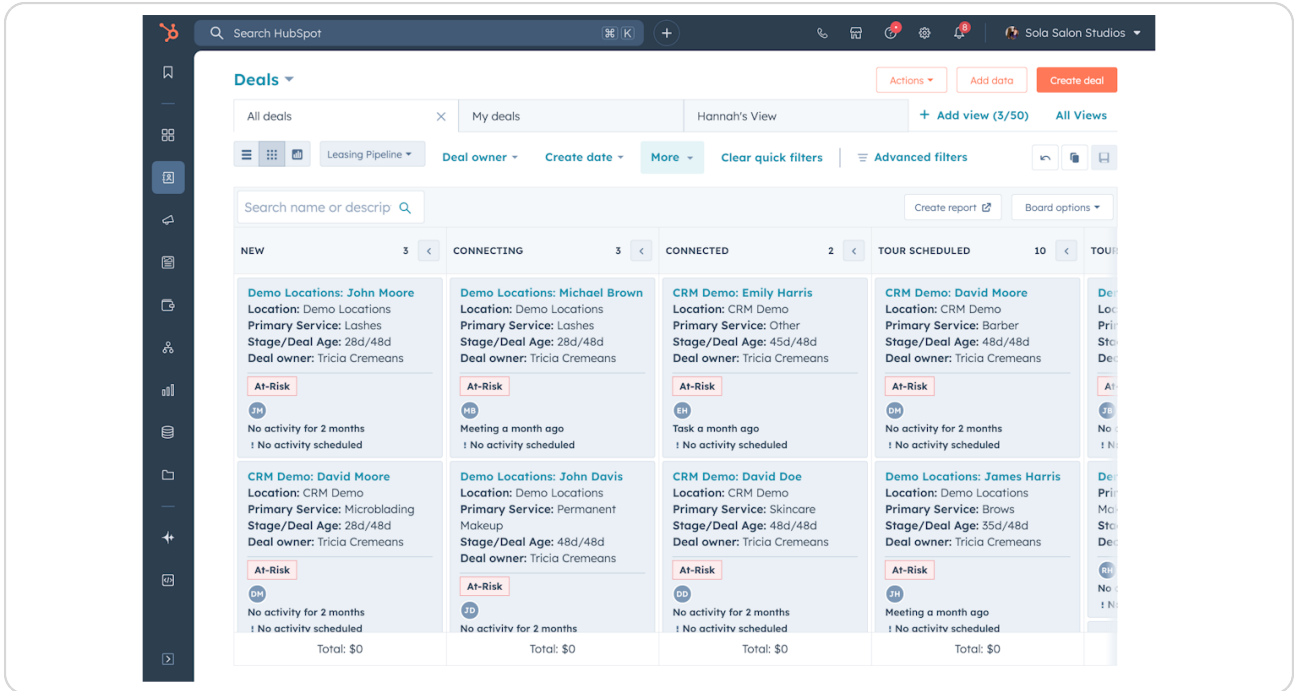 Search HubSpot
⌘ K
8
Sola Salon Studios
Deals
Actions
Add data
Create deal
All deals
My deals
Hannah's View
+ Add view (3/50)
All Views
Leasing Pipeline
Deal owner
Create date
More
Clear quick filters
Advanced filters
Search name or descrip
Create report
Board options
NEW 3
CONNECTING 3
CONNECTED 2
TOUR SCHEDULED 10
Demo Locations: John Moore
Location: Demo Locations
Primary Service: Lashes
Stage/Deal Age: 28d/48d
Deal owner: Tricia Cremeans
At-Risk
JM
No activity for 2 months
! No activity scheduled
CRM Demo: David Moore
Location: CRM Demo
Primary Service: Microblading
Stage/Deal Age: 28d/48d
Deal owner: Tricia Cremeans
At-Risk
DM
No activity for 2 months
! No activity scheduled
Total: $0
Demo Locations: Michael Brown
Location: Demo Locations
Primary Service: Lashes
Stage/Deal Age: 28d/48d
Deal owner: Tricia Cremeans
At-Risk
MB
Meeting a month ago
! No activity scheduled
Demo Locations: John Davis
Location: Demo Locations
Primary Service: Permanent
Makeup
Stage/Deal Age: 48d/48d
Deal owner: Tricia Cremeans
At-Risk
JD
No activity for 2 months
Total: $0
CRM Demo: Emily Harris
Location: CRM Demo
Primary Service: Other
Stage/Deal Age: 45d/48d
Deal owner: Tricia Cremeans
At-Risk
EH
Task a month ago
! No activity scheduled
CRM Demo: David Doe
Location: CRM Demo
Primary Service: Skincare
Stage/Deal Age: 48d/48d
Deal owner: Tricia Cremeans
At-Risk
DD
No activity for 2 months
! No activity scheduled
Total: $0
CRM Demo: David Moore
Location: CRM Demo
Primary Service: Barber
Stage/Deal Age: 48d/48d
Deal owner: Tricia Cremeans
At-Risk
DM
No activity for 2 months
! No activity scheduled
Demo Locations: James Harris
Location: Demo Locations
Primary Service: Brows
Stage/Deal Age: 35d/48d
Deal owner: Tricia Cremeans
At-Risk
JH
Meeting a month ago
! No activity scheduled
Total: $0
JB
RH